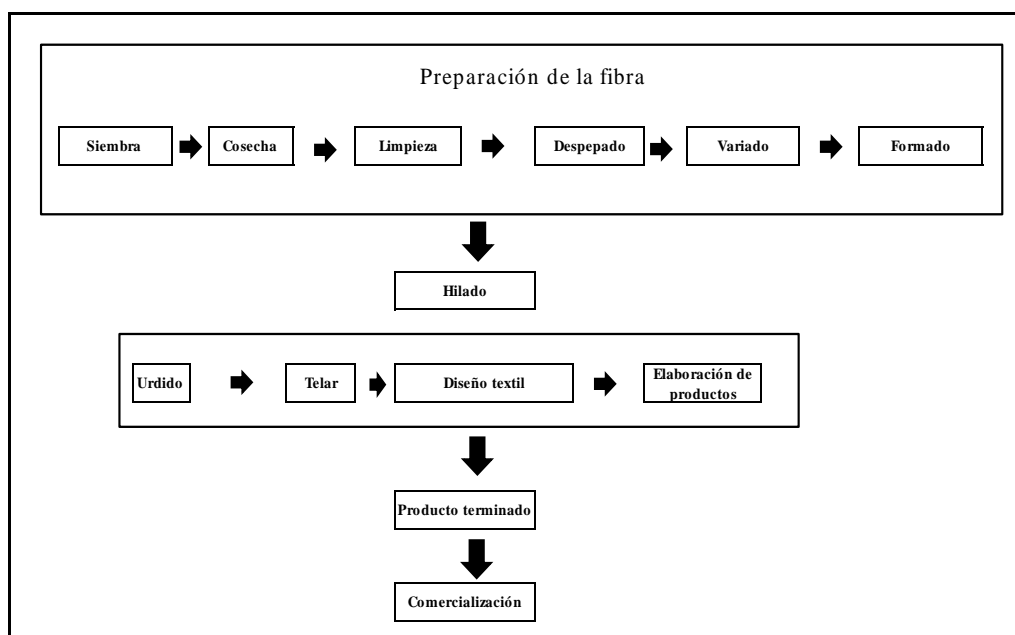 Preparación de la fibra
Siembra
Cosecha
Limpieza
Despepado
Variado
Formado
Hilado
Urdido
Telar
Diseño textil
Elaboración de
productos
Producto terminado
Comercialización